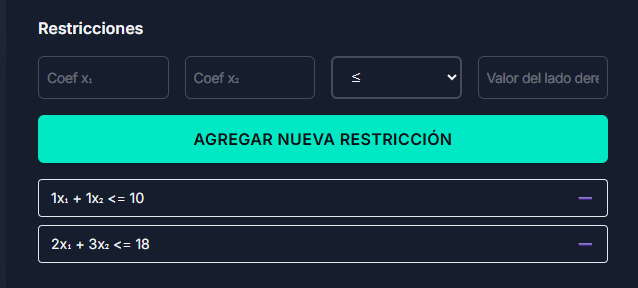 Restricciones
Coef x₁
Coef x₂
≤
Valor del lado dere
AGREGAR NUEVA RESTRICCIÓN
1x₁ + 1x₂ <= 10
2x₁ + 3x₂ <= 18